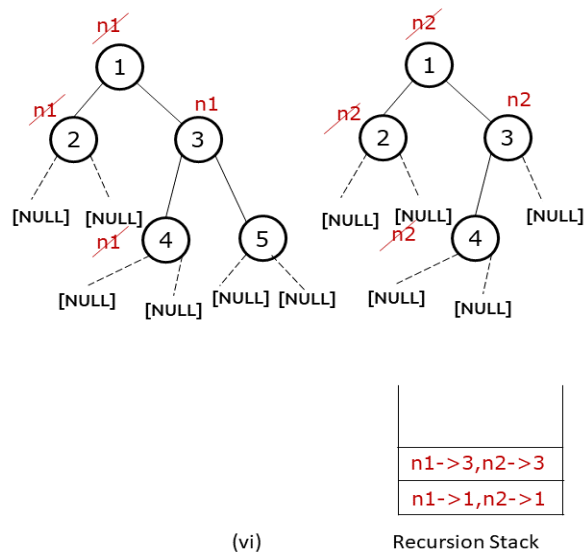 n1 n2
1 1
n1 n1 n2 n2
2 3 2 3
[NULL] [NULL] [NULL] [NULL] [NULL]
n1 4 5 n2 4
[NULL] [NULL] [NULL] [NULL] [NULL] [NULL]
n1->3,n2->3
n1->1,n2->1
(vi) Recursion Stack